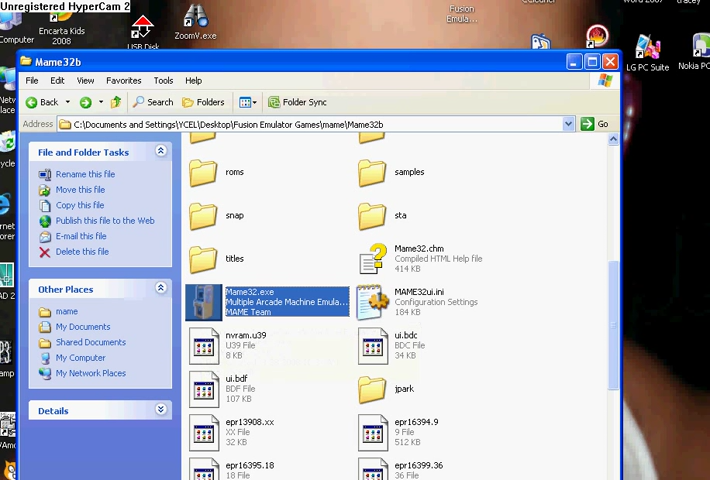 Unregistered HyperCam 2
Computer
Encarta Kids
2008
USB Disk
ZoomV.exe
Fusion
Emula...
LG PC Suite
Nokia PC
Mame32b
File Edit View Favorites Tools Help
Back Search Folders Folder Sync
Address C:\Documents and Settings\YCEL\Desktop\Fusion Emulator Games\mame\Mame32b Go
File and Folder Tasks
Rename this file
Move this file
Copy this file
Publish this file to the Web
E-mail this file
Delete this file
Other Places
mame
My Documents
Shared Documents
My Computer
My Network Places
Details
roms
samples
snap
sta
titles
Mame32.chm
Compiled HTML Help file
414 KB
Mame32.exe
Multiple Arcade Machine Emula...
MAME Team
MAME32ui.ini
Configuration Settings
184 KB
nvram.u39
U39 File
8 KB
ui.bdc
BDC File
34 KB
ui.bdf
BDF File
107 KB
jpark
epr13908.xx
XX File
32 KB
epr16394.9
9 File
512 KB
epr16395.18
18 File
epr16399.36
36 File